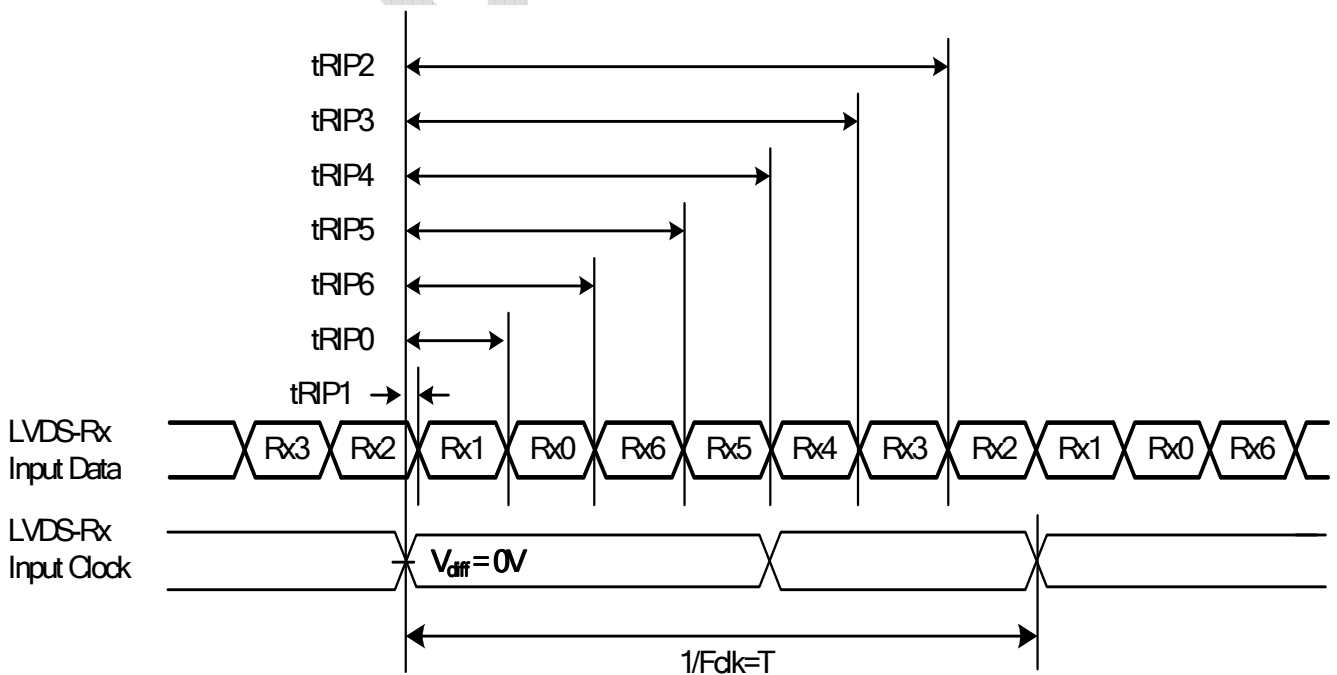 tRIP2
tRIP3
tRIP4
tRIP5
tRIP6
tRIP0
tRIP1
LVDS-Rx
Input Data
Rx3 Rx2 Rx1 Rx0 Rx6 Rx5 Rx4 Rx3 Rx2 Rx1 Rx0 Rx6
LVDS-Rx
Input Clock
Vdiff = 0V
1/Fclk=T